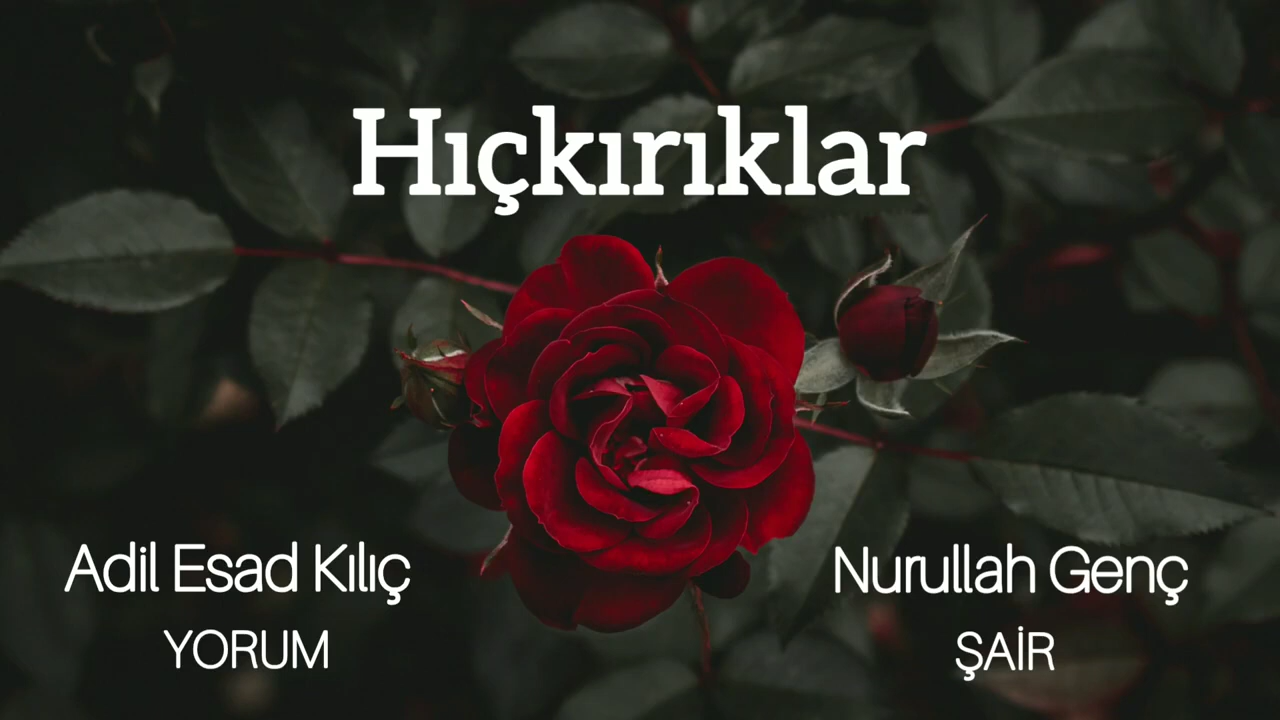 Hıçkırıklar
Adil Esad Kılıç
YORUM
Nurullah Genç
ŞAİR